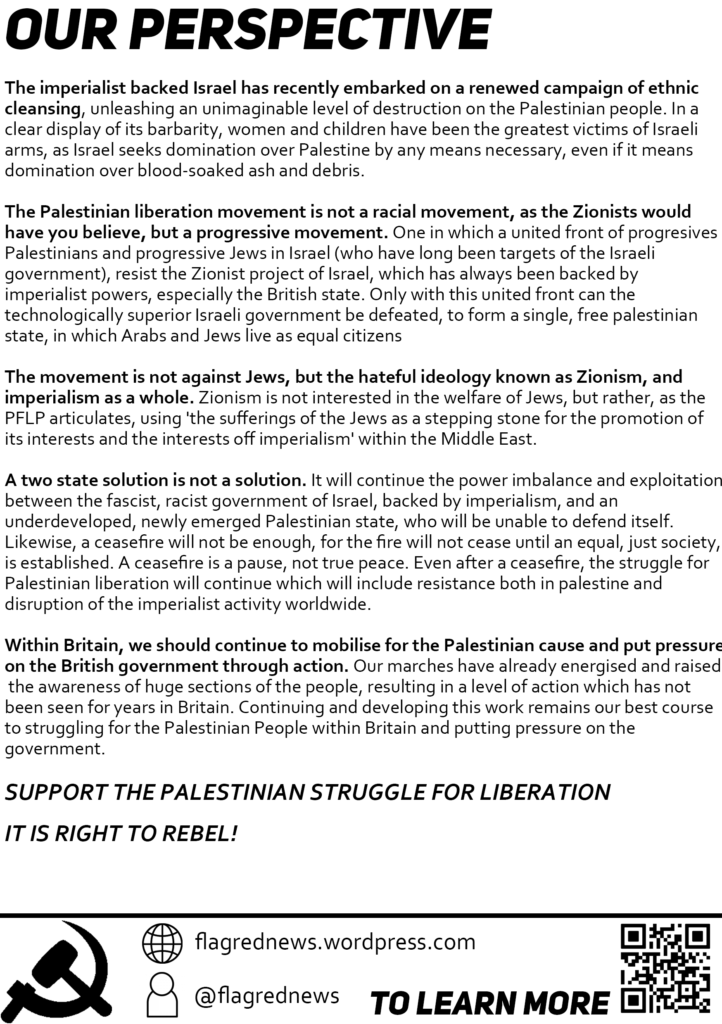 OUR PERSPECTIVE
The imperialist backed Israel has recently embarked on a renewed campaign of ethnic
cleansing, unleashing an unimaginable level of destruction on the Palestinian people. In a
clear display of its barbarity, women and children have been the greatest victims of Israeli
arms, as Israel seeks domination over Palestine by any means necessary, even if it means
domination over blood-soaked ash and debris.
The Palestinian liberation movement is not a racial movement, as the Zionists would
have you believe, but a progressive movement. One in which a united front of progresives
Palestinians and progressive Jews in Israel (who have long been targets of the Israeli
government), resist the Zionist project of Israel, which has always been backed by
imperialist powers, especially the British state. Only with this united front can the
technologically superior Israeli government be defeated, to form a single, free palestinian
state, in which Arabs and Jews live as equal citizens
The movement is not against Jews, but the hateful ideology known as Zionism, and
imperialism as a whole. Zionism is not interested in the welfare of Jews, but rather, as the
PFLP articulates, using 'the sufferings of the Jews as a stepping stone for the promotion of
its interests and the interests off imperialism' within the Middle East.
A two state solution is not a solution. It will continue the power imbalance and exploitation
between the fascist, racist government of Israel, backed by imperialism, and an
underdeveloped, newly emerged Palestinian state, who will be unable to defend itself.
Likewise, a ceasefire will not be enough, for the fire will not cease until an equal, just society,
is established. A ceasefire is a pause, not true peace. Even after a ceasefire, the struggle for
Palestinian liberation will continue which will include resistance both in palestine and
disruption of the imperialist activity worldwide.
Within Britain, we should continue to mobilise for the Palestinian cause and put pressure
on the British government through action. Our marches have already energised and raised
the awareness of huge sections of the people, resulting in a level of action which has not
been seen for years in Britain. Continuing and developing this work remains our best course
to struggling for the Palestinian People within Britain and putting pressure on the
government.
SUPPORT THE PALESTINIAN STRUGGLE FOR LIBERATION
IT IS RIGHT TO REBEL!
flagrednews.wordpress.com
@flagrednews
TO LEARN MORE